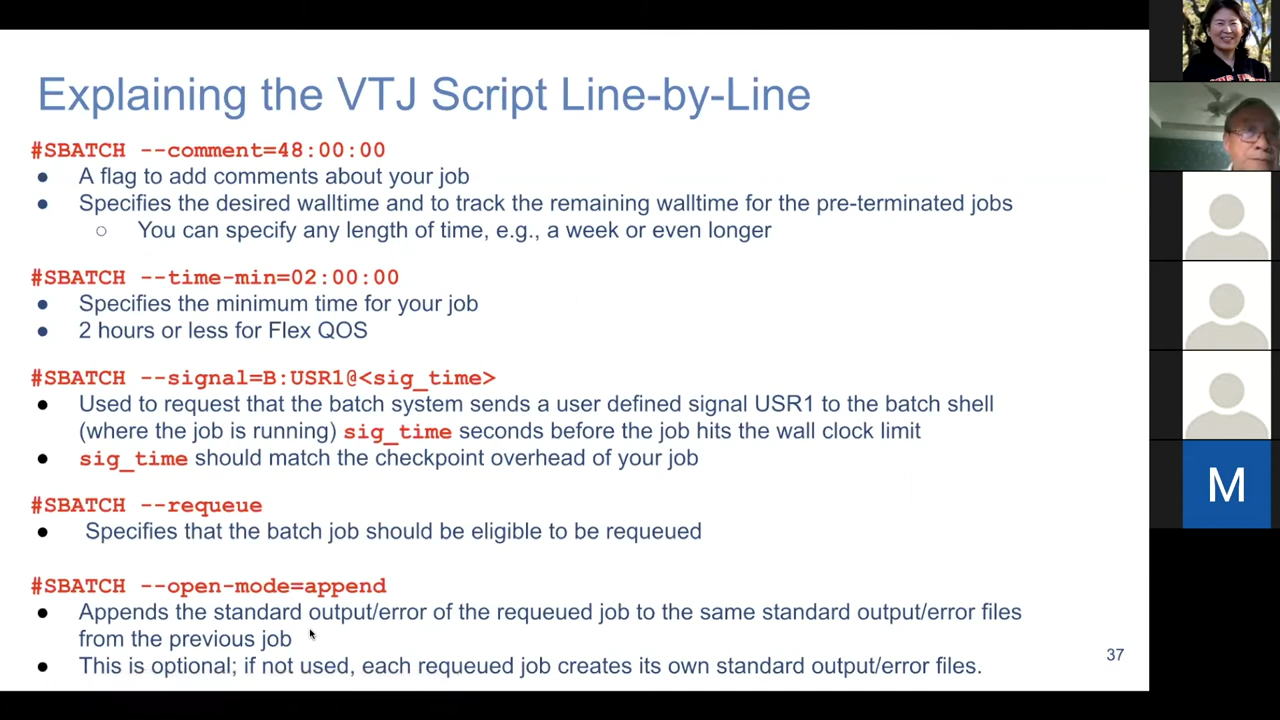 Explaining the VTJ Script Line-by-Line
#SBATCH --comment=48:00:00
● A flag to add comments about your job
● Specifies the desired walltime and to track the remaining walltime for the pre-terminated jobs
○ You can specify any length of time, e.g., a week or even longer
#SBATCH --time-min=02:00:00
● Specifies the minimum time for your job
● 2 hours or less for Flex QOS
#SBATCH --signal=B:USR1@<sig_time>
● Used to request that the batch system sends a user defined signal USR1 to the batch shell
(where the job is running) sig_time seconds before the job hits the wall clock limit
● sig_time should match the checkpoint overhead of your job
#SBATCH --requeue
● Specifies that the batch job should be eligible to be requeued
#SBATCH --open-mode=append
● Appends the standard output/error of the requeued job to the same standard output/error files
from the previous job
● This is optional; if not used, each requeued job creates its own standard output/error files.
37
M